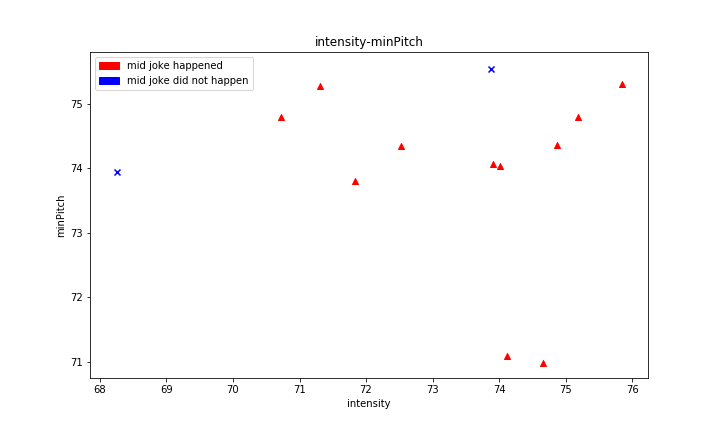 intensity-minPitch
mid joke happened
mid joke did not happen
75
74
73
72
71
minPitch
68 69 70 71 72 73 74 75 76
intensity